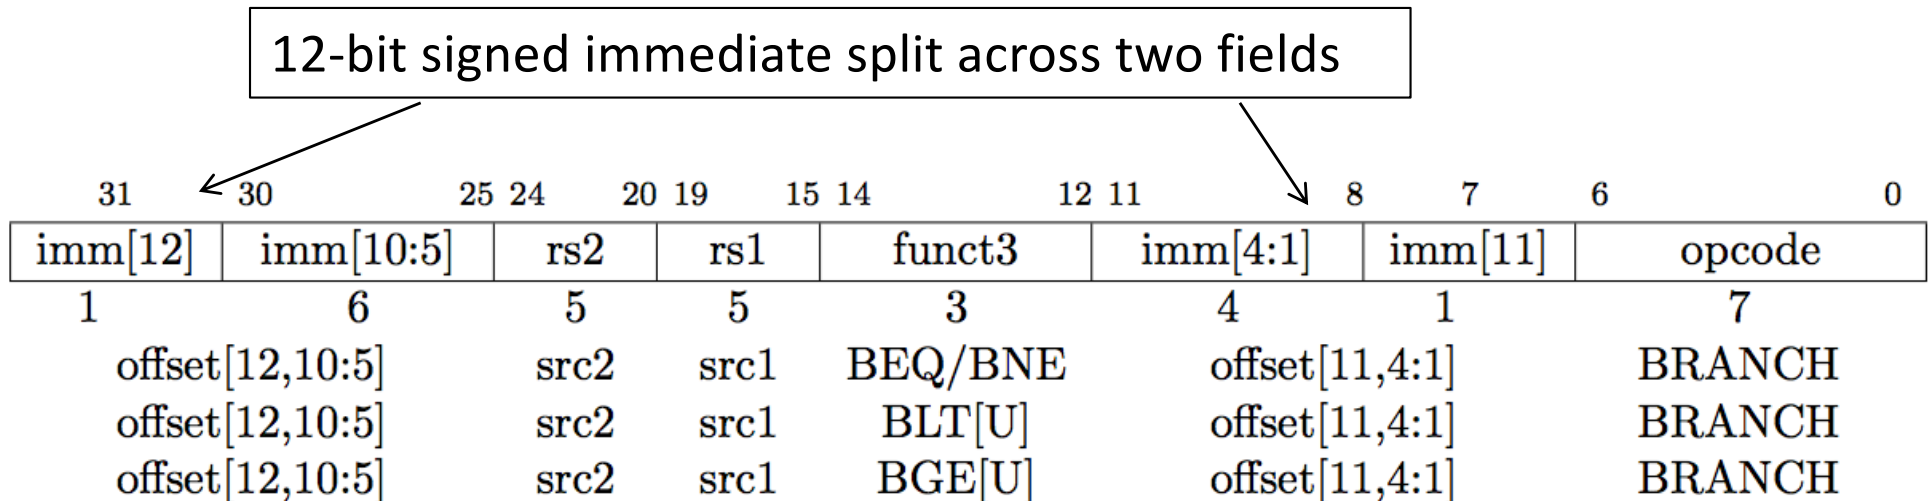 12-bit signed immediate split across two fields
31 30 25 24 20 19 15 14 12 11 8 7 6 0
imm[12] imm[10:5] rs2 rs1 funct3 imm[4:1] imm[11] opcode
1 6 5 5 3 4 1 7
offset[12,10:5] src2 src1 BEQ/BNE offset[11,4:1] BRANCH
offset[12,10:5] src2 src1 BLT[U] offset[11,4:1] BRANCH
offset[12,10:5] src2 src1 BGE[U] offset[11,4:1] BRANCH